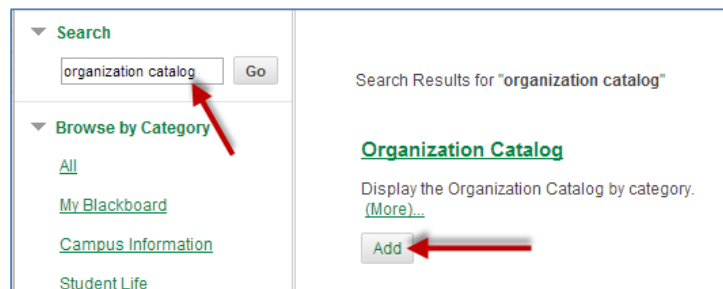 Search
organization catalog Go
Browse by Category
All
My Blackboard
Campus Information
Student Life
Search Results for "organization catalog"
Organization Catalog
Display the Organization Catalog by category.
(More)...
Add